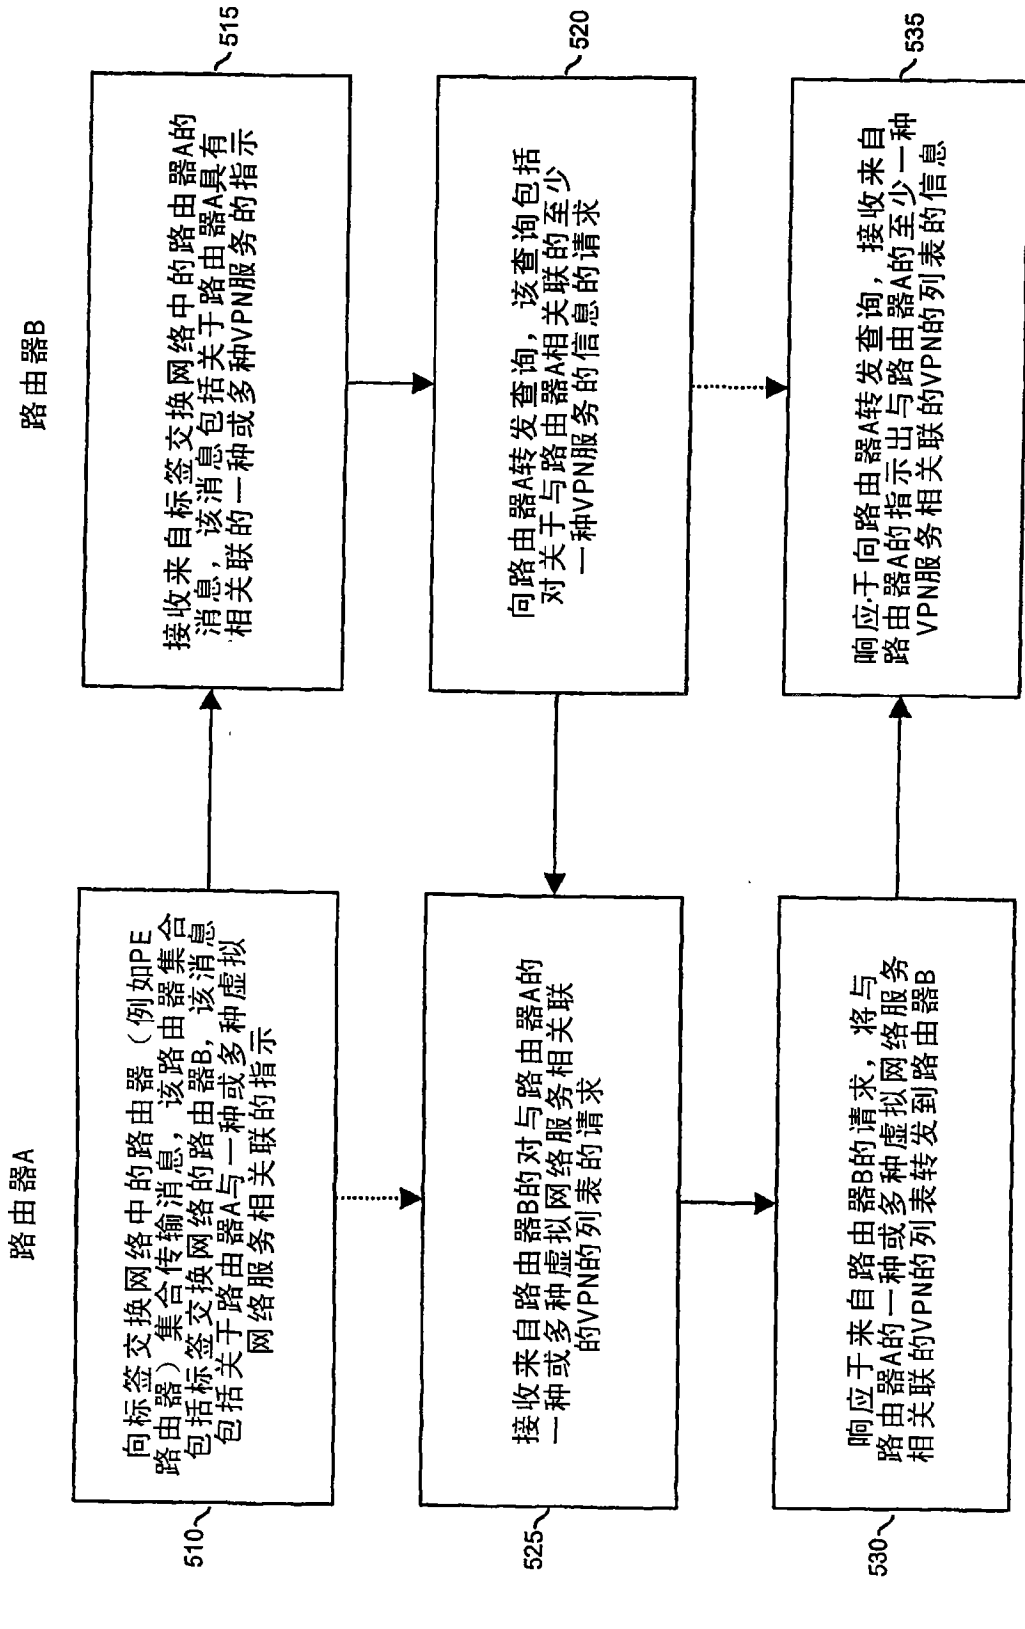 路由器A
路由器B
510
向标签交换网络中的路由器（例如PE
路由器）集合传输消息，该路由器集合
包括标签交换网络的路由器B，该消息
包括关于路由器A与一种或多种虚拟
网络服务相关联的指示
515
接收来自标签交换网络中的路由器A的
消息，该消息包括关于路由器A具有
相关联的一种或多种VPN服务的指示
520
向路由器A转发查询，该查询包括
对关于与路由器A相关联的至少
一种VPN服务的信息的请求
525
接收来自路由器B的对与路由器A的
一种或多种虚拟网络服务相关联
的VPN的列表的请求
530
响应于来自路由器B的请求，将与
路由器A的一种或多种虚拟网络服务
相关联的VPN的列表转发到路由器B
535
响应于向路由器A转发查询，接收来自
路由器A的指示出与路由器A的至少一种
VPN服务相关联的VPN的列表的信息